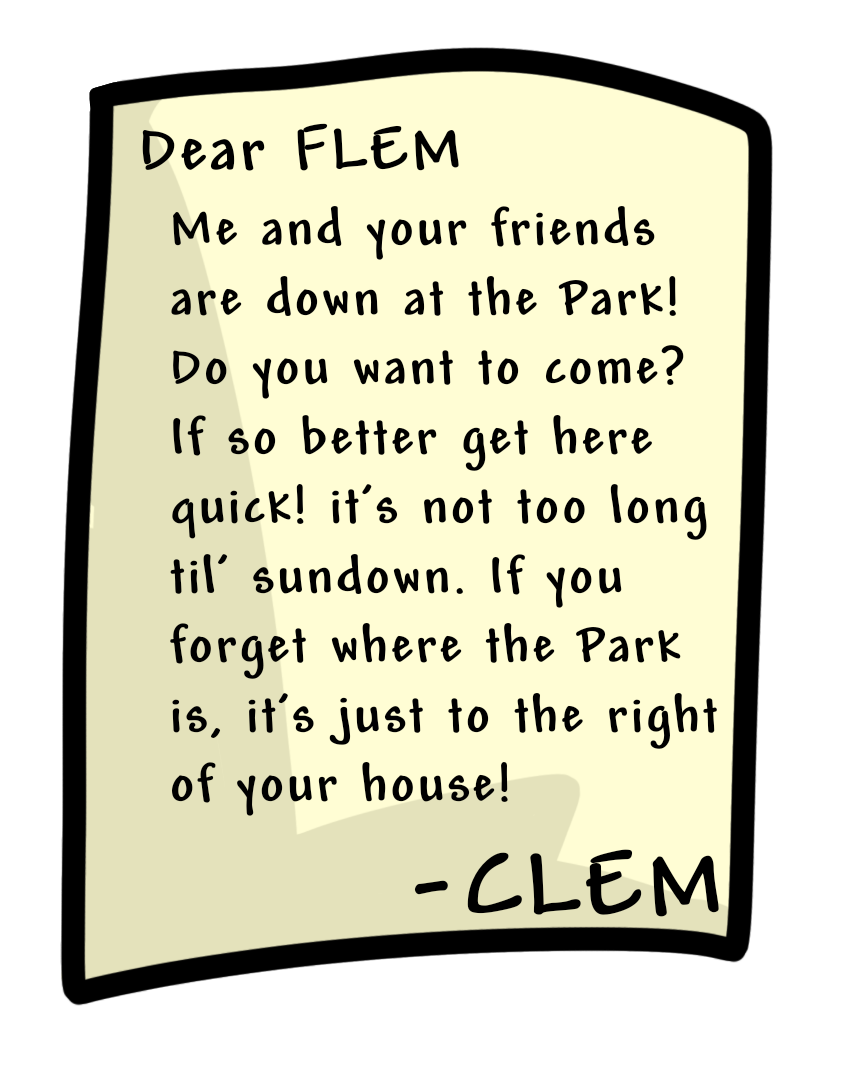 Dear FLEM
Me and your friends
are down at the Park!
Do you want to come?
If so better get here
quick! it's not too long
til' sundown. If you
forget where the Park
is, it's just to the right
of your house!
-CLEM